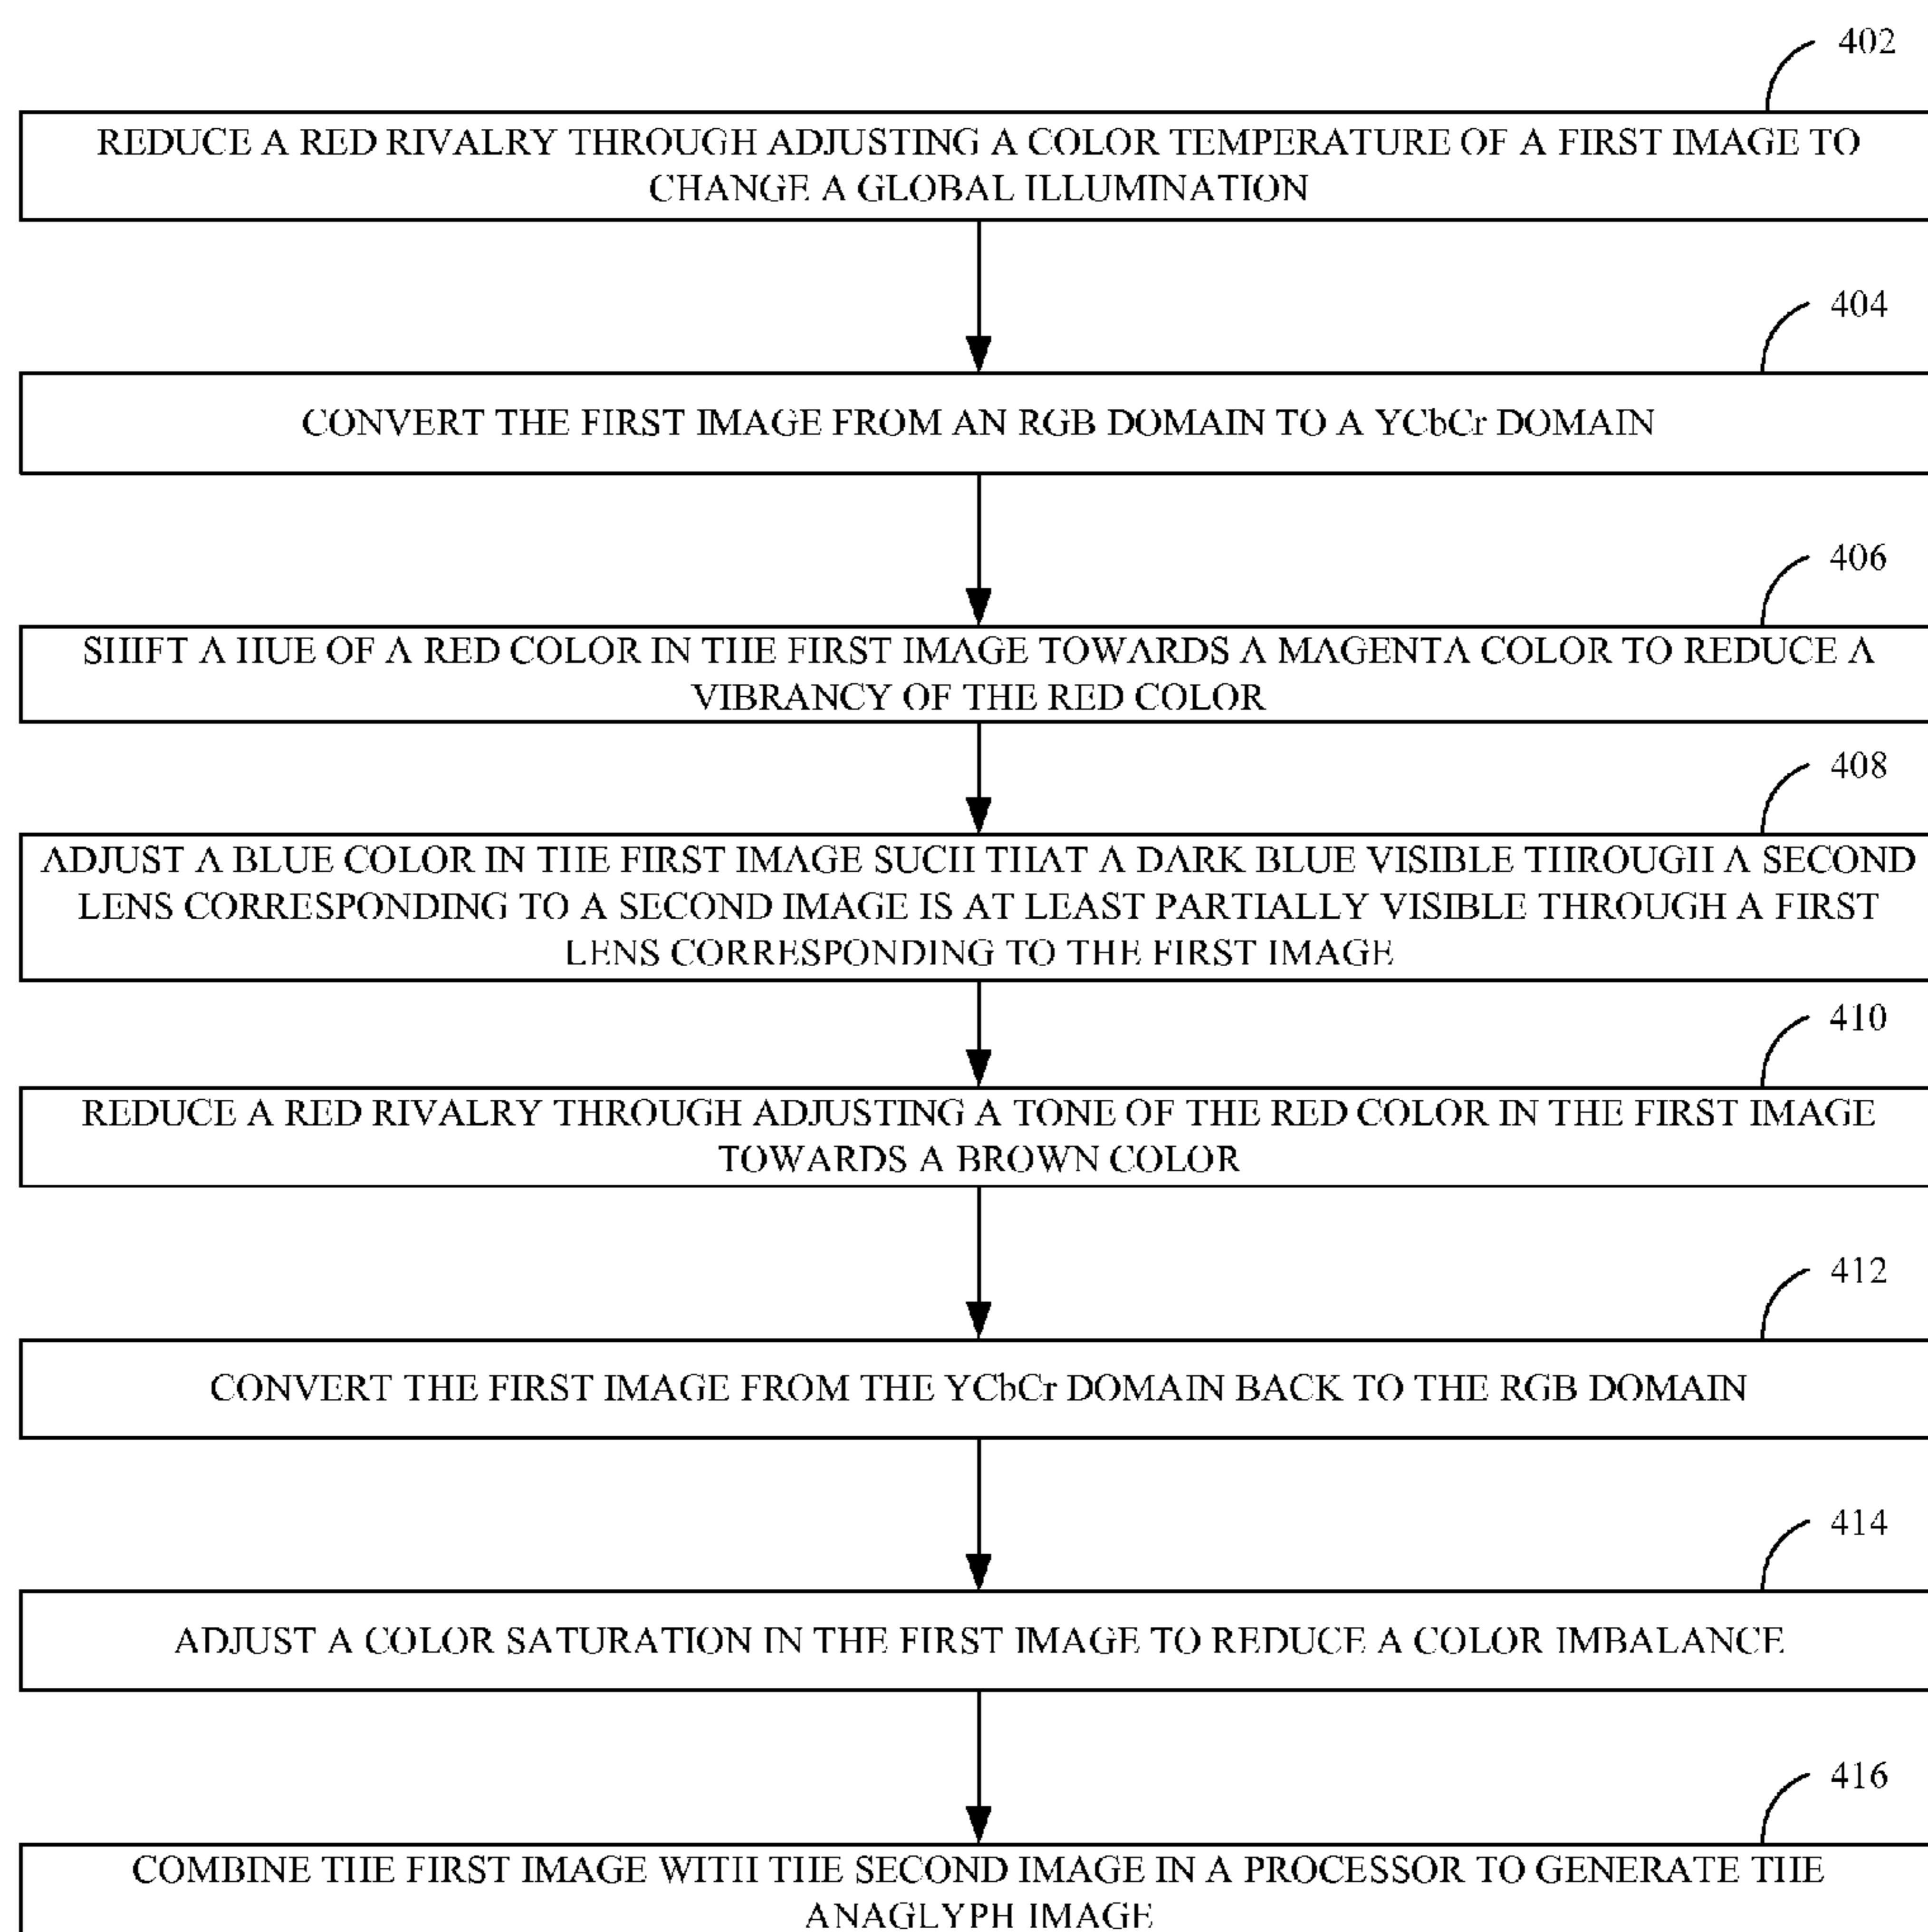 402
REDUCE A RED RIVALRY THROUGH ADJUSTING A COLOR TEMPERATURE OF A FIRST IMAGE TO
CHANGE A GLOBAL ILLUMINATION
404
CONVERT THE FIRST IMAGE FROM AN RGB DOMAIN TO A YCbCr DOMAIN
406
SHIFT A HUE OF A RED COLOR IN THE FIRST IMAGE TOWARDS A MAGENTA COLOR TO REDUCE A
VIBRANCY OF THE RED COLOR
408
ADJUST A BLUE COLOR IN THE FIRST IMAGE SUCH THAT A DARK BLUE VISIBLE THROUGH A SECOND
LENS CORRESPONDING TO A SECOND IMAGE IS AT LEAST PARTIALLY VISIBLE THROUGH A FIRST
LENS CORRESPONDING TO THE FIRST IMAGE
410
REDUCE A RED RIVALRY THROUGH ADJUSTING A TONE OF THE RED COLOR IN THE FIRST IMAGE
TOWARDS A BROWN COLOR
412
CONVERT THE FIRST IMAGE FROM THE YCbCr DOMAIN BACK TO THE RGB DOMAIN
414
ADJUST A COLOR SATURATION IN THE FIRST IMAGE TO REDUCE A COLOR IMBALANCE
416
COMBINE THE FIRST IMAGE WITH THE SECOND IMAGE IN A PROCESSOR TO GENERATE THE
ANAGLYPH IMAGE